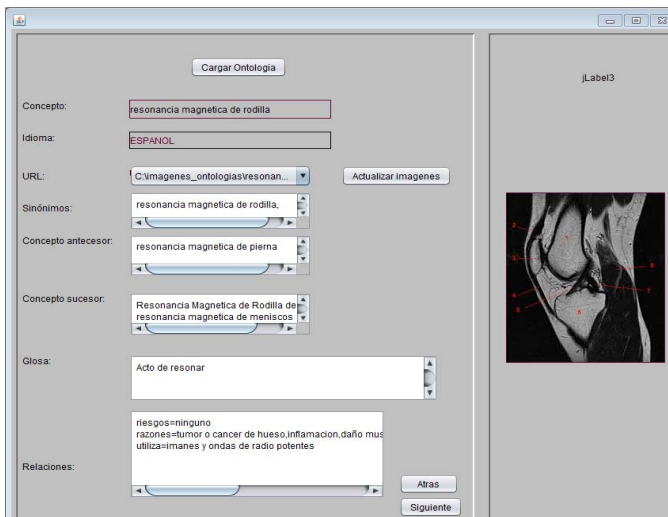 Cargar Ontologia
jLabel3
Concepto:
resonancia magnetica de rodilla
Idioma:
ESPANOL
URL:
C:\imagenes_ontologias\resonan...
Actualizar imagenes
Sinónimos:
resonancia magnetica de rodilla,
Concepto antecesor:
resonancia magnetica de pierna
Concepto sucesor:
Resonancia Magnetica de Rodilla de
resonancia magnetica de meniscos
Glosa:
Acto de resonar
riesgos=ninguno
razones=tumor o cancer de hueso,inflamacion,daño mus
utiliza=imanes y ondas de radio potentes
Relaciones:
Atras
Siguiente
2
3
4